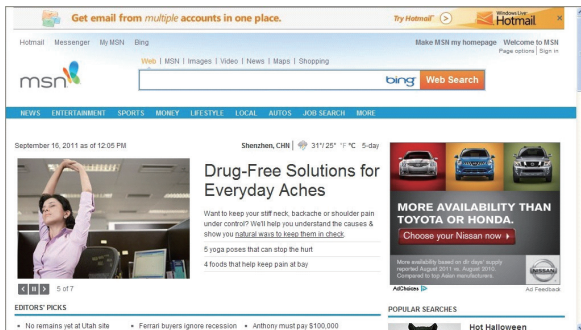 Get email from multiple accounts in one place.
Try Hotmail
Windows Live
Hotmail
Hotmail Messenger My MSN Bing
Make MSN my homepage Welcome to MSN
Page options | Sign in
Web | MSN | Images | Video | News | Maps | Shopping
msn
bing Web Search
NEWS ENTERTAINMENT SPORTS MONEY LIFESTYLE LOCAL AUTOS JOB SEARCH MORE
September 16, 2011 as of 12:05 PM
Shenzhen, CHN | 31°/25° °F °C 5-day
Drug-Free Solutions for
Everyday Aches
Want to keep your stiff neck, backache or shoulder pain
under control? We'll help you understand the causes &
show you natural ways to keep them in check.
5 yoga poses that can stop the hurt
4 foods that help keep pain at bay
5 of 7
MORE AVAILABILITY THAN
TOYOTA OR HONDA.
Choose your Nissan now
More availability based on dlr days' supply
reported August 2011 vs. August 2010.
Compared to top Asian manufacturers.
NISSAN
AdChoices
Ad Feedback
EDITORS' PICKS
• No remains yet at Utah site
• Ferrari buyers ignore recession
• Anthony must pay $100,000
POPULAR SEARCHES
Hot Halloween